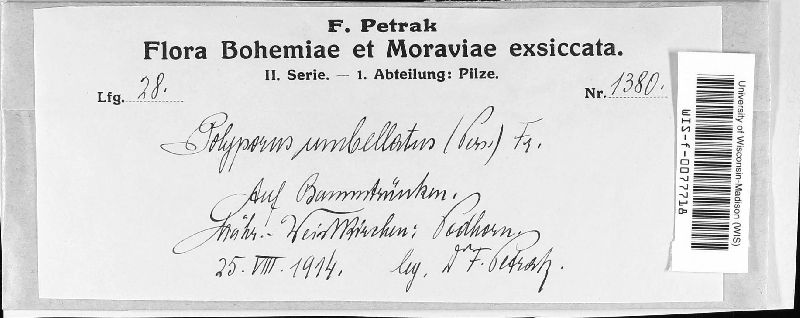 F. Petrak
Flora Bohemiae et Moraviae exsiccata.
II. Serie. — 1. Abteilung: Pilze.
Lfg. 28.
Nr. 1380.
Polyporus umbellatus (Pers.) Fr.
Auf Baumstrünken.
Mähr.- Weisskirchen: Podhorn.
25. VIII. 1914. leg. Dr F. Petrak.
University of Wisconsin-Madison (WIS)
WIS-f-0077718